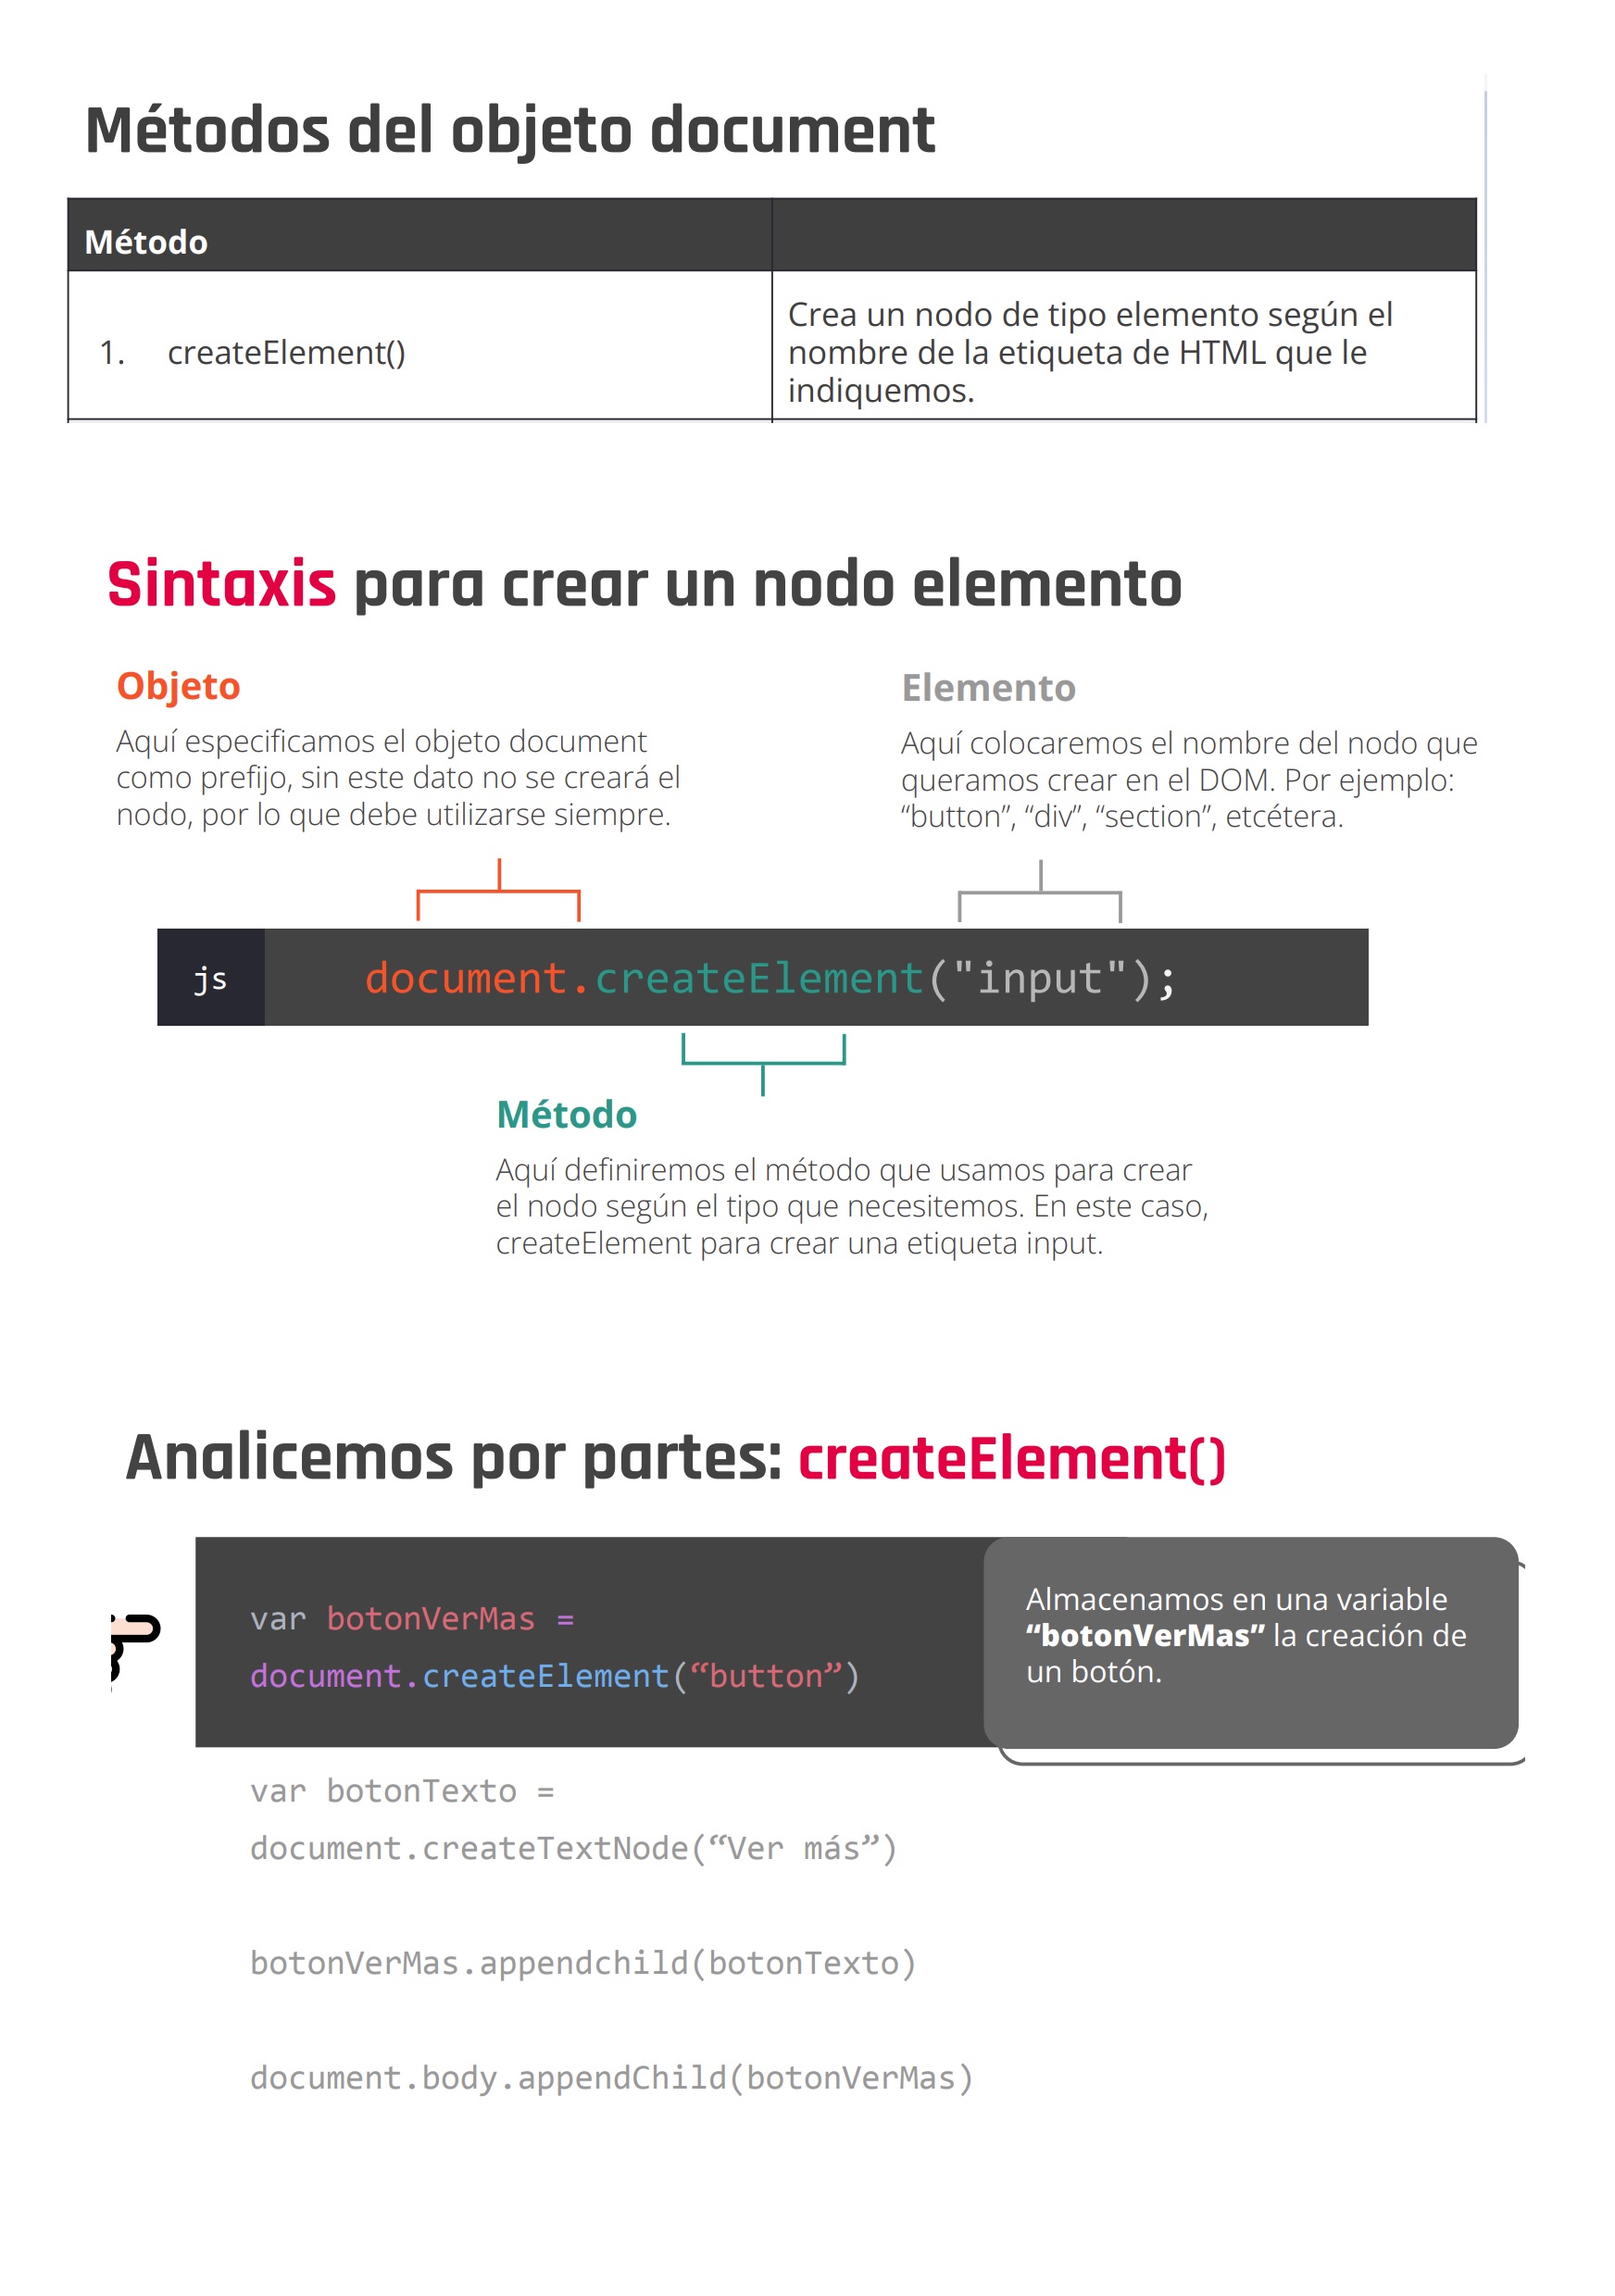 Métodos del objeto document
Método
1. createElement()
Crea un nodo de tipo elemento según el
nombre de la etiqueta de HTML que le
indiquemos.
Sintaxis para crear un nodo elemento
Objeto
Aquí especificamos el objeto document
como prefijo, sin este dato no se creará el
nodo, por lo que debe utilizarse siempre.
Elemento
Aquí colocaremos el nombre del nodo que
queramos crear en el DOM. Por ejemplo:
“button”, “div”, “section”, etcétera.
js
document.createElement("input");
Método
Aquí definiremos el método que usamos para crear
el nodo según el tipo que necesitemos. En este caso,
createElement para crear una etiqueta input.
Analicemos por partes: createElement()
var botonVerMas =
document.createElement(“button”)
Almacenamos en una variable
“botonVerMas” la creación de
un botón.
var botonTexto =
document.createTextNode(“Ver más”)
botonVerMas.appendchild(botonTexto)
document.body.appendChild(botonVerMas)